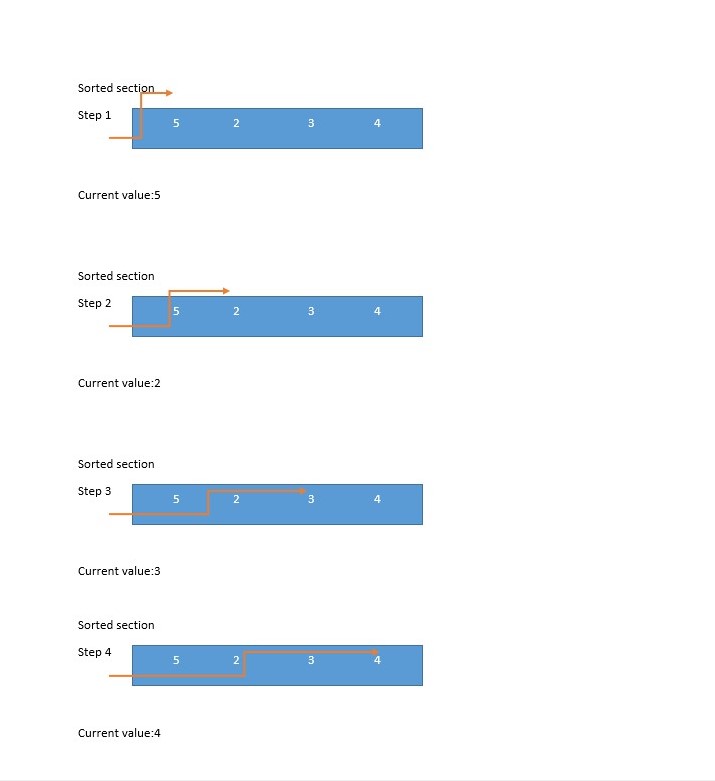 Sorted section
Step 1
5 2 3 4
Current value:5
Sorted section
Step 2
5 2 3 4
Current value:2
Sorted section
Step 3
5 2 3 4
Current value:3
Sorted section
Step 4
5 2 3 4
Current value:4